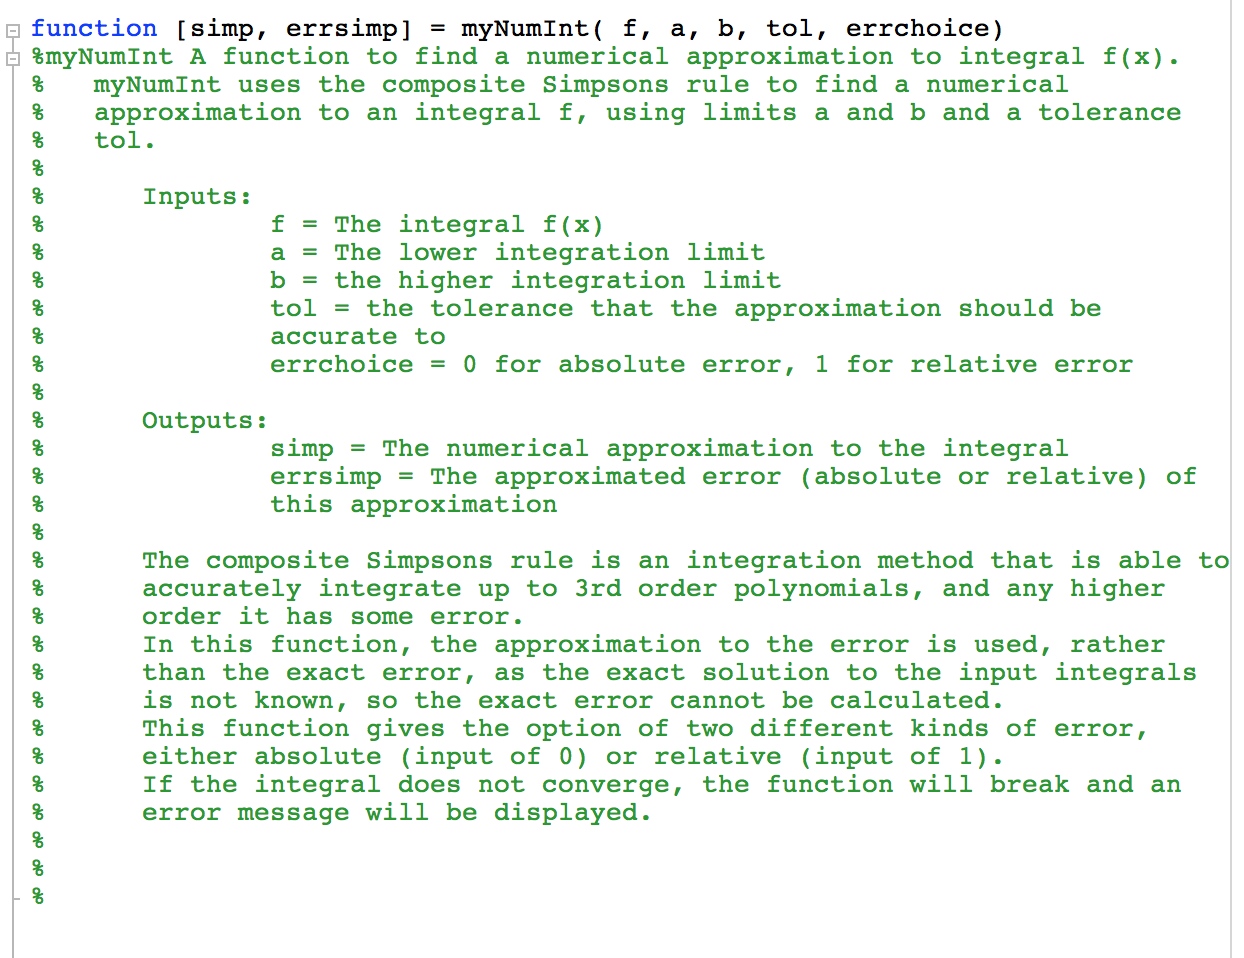 function [simp, errsimp] = myNumInt( f, a, b, tol, errchoice)
%myNumInt A function to find a numerical approximation to integral f(x).
%   myNumInt uses the composite Simpsons rule to find a numerical
%   approximation to an integral f, using limits a and b and a tolerance
%   tol.
%
%      Inputs:
%              f = The integral f(x)
%              a = The lower integration limit
%              b = the higher integration limit
%              tol = the tolerance that the approximation should be
%              accurate to
%              errchoice = 0 for absolute error, 1 for relative error
%
%      Outputs:
%              simp = The numerical approximation to the integral
%              errsimp = The approximated error (absolute or relative) of
%              this approximation
%
%      The composite Simpsons rule is an integration method that is able to
%      accurately integrate up to 3rd order polynomials, and any higher
%      order it has some error.
%      In this function, the approximation to the error is used, rather
%      than the exact error, as the exact solution to the input integrals
%      is not known, so the exact error cannot be calculated.
%      This function gives the option of two different kinds of error,
%      either absolute (input of 0) or relative (input of 1).
%      If the integral does not converge, the function will break and an
%      error message will be displayed.
%
%
%